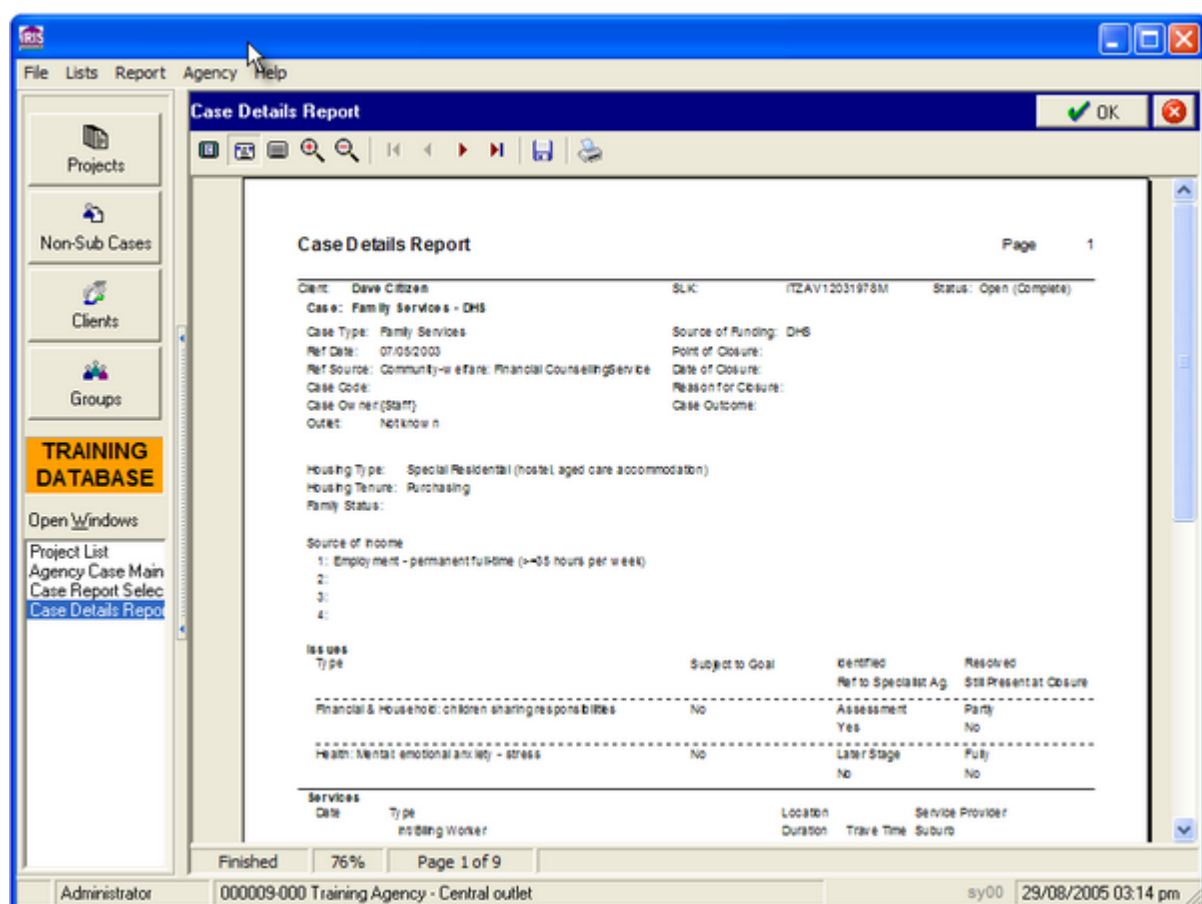 IRIS
File Lists Report Agency Help
Case Details Report OK
Projects
Non-Sub Cases
Clients
Groups
TRAINING
DATABASE
Open Windows
Project List
Agency Case Main
Case Report Selec
Case Details Repor
Case Details Report Page 1
Client: Dave Citizen SLK: ITZAV12031978M Status: Open (Complete)
Case: Family Services - DHS
Case Type: Family Services Source of Funding: DHS
Ref Date: 07/05/2003 Point of Closure:
Ref Source: Community-welfare: Financial CounsellingService Date of Closure:
Case Code: Reason for Closure:
Case Owner:{Staff} Case Outcome:
Outlet: Not known
Housing Type: Special Residential (hostel, aged care accommodation)
Housing Tenure: Purchasing
Family Status:
Source of Income
1: Employment - permanent full-time (>=35 hours per week)
2:
3:
4:
Issues
Type Subject to Goal Identified Resolved
Ref to Specialist Ag. Still Present at Closure
Financial & Household: children sharing responsibilities No Assessment Partly
Yes No
Health: Mental: emotional anxiety - stress No Later Stage Fully
No No
Services
Date Type Location Service Provider
Int/Billing Worker Duration Trave Time Suburb
Finished 76% Page 1 of 9
Administrator 000009-000 Training Agency - Central outlet sy00 29/08/2005 03:14 pm